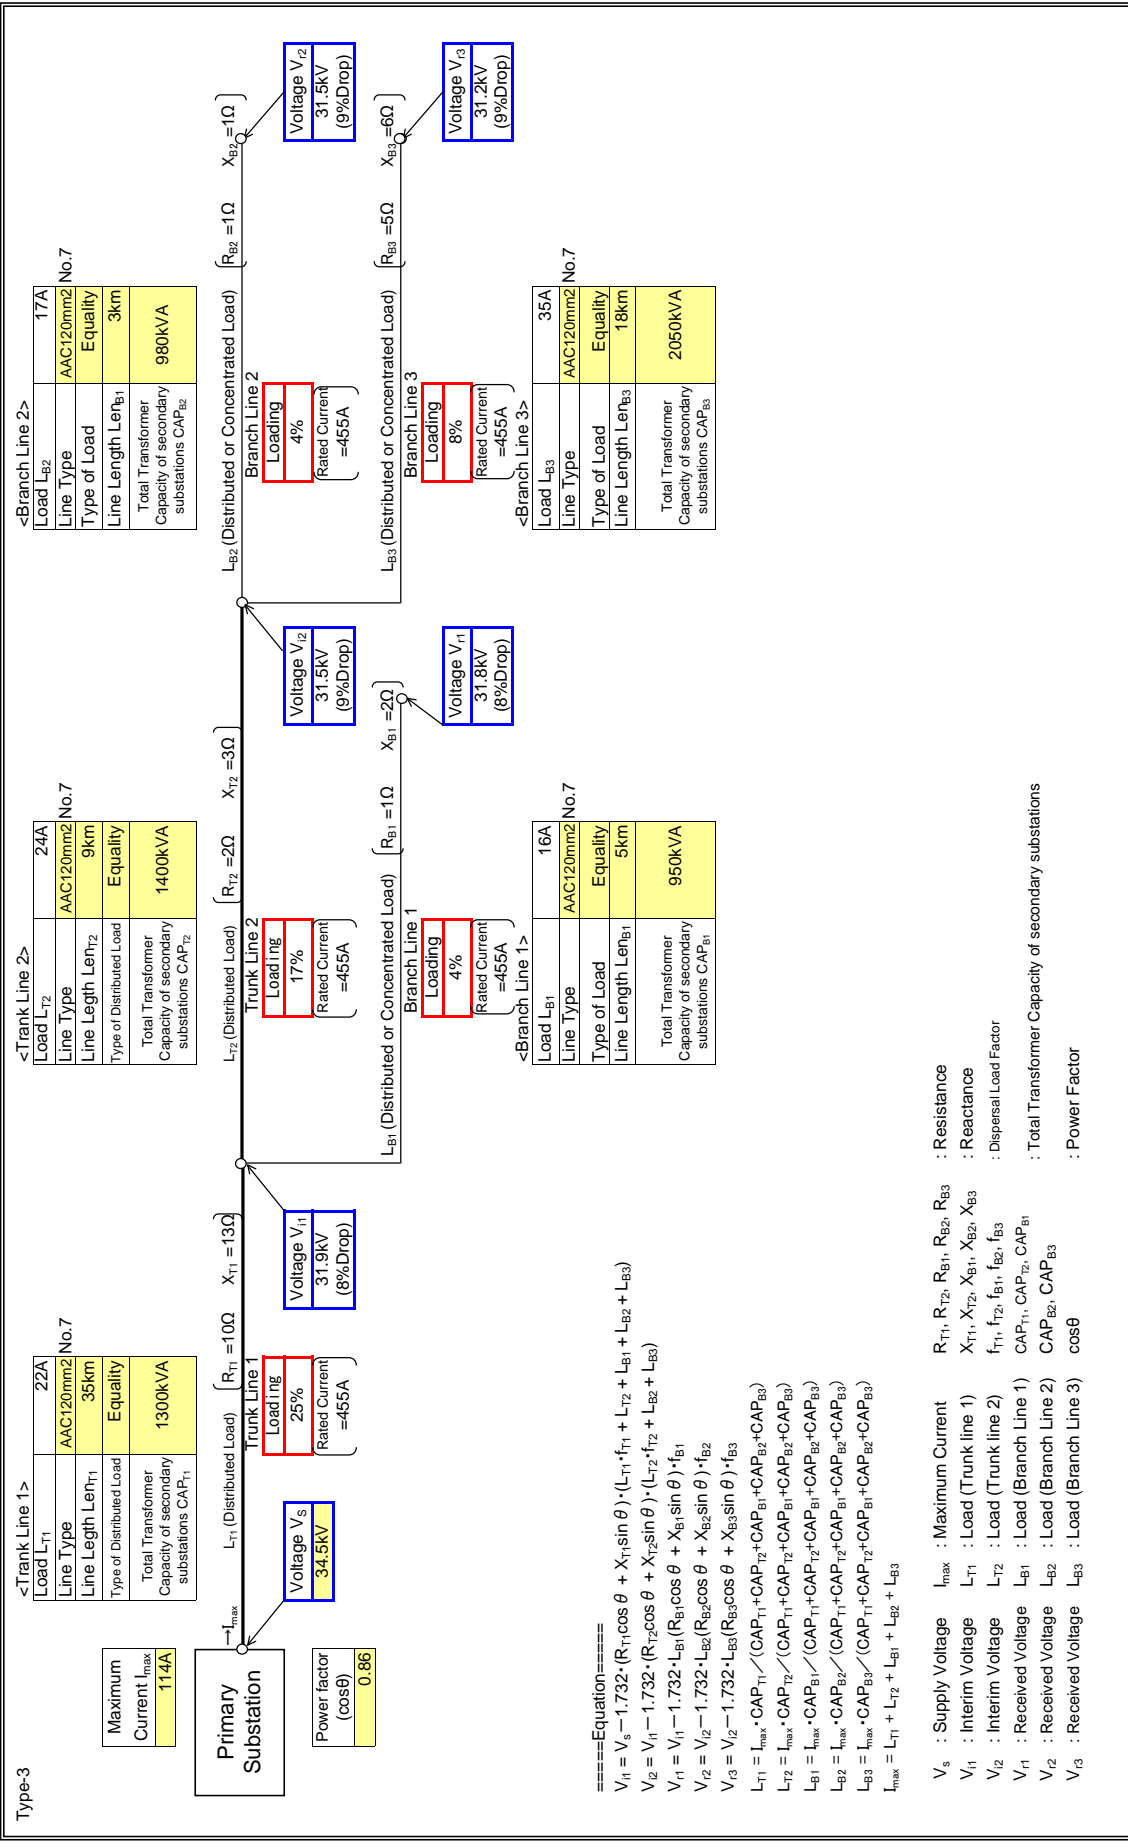 Type-3
Maximum
Current Imax
114A
Primary
Substation
Power factor
(cosθ)
0.86
→Imax
Voltage VS
34.5kV
<Trank Line 1>
Load LT1 22A
Line Type AAC120mm2 No.7
Line Legth LenT1 35km
Type of Distributed Load Equality
Total Transformer
Capacity of secondary
substations CAPT1
1300kVA
LT1 (Distributed Load) RT1 =10Ω XT1 =13Ω
Trunk Line 1
Loading
25%
Rated Current
=455A
Voltage Vi1
31.9kV
(8%Drop)
<Trank Line 2>
Load LT2 24A
Line Type AAC120mm2 No.7
Line Legth LenT2 9km
Type of Distributed Load Equality
Total Transformer
Capacity of secondary
substations CAPT2
1400kVA
LT2 (Distributed Load) RT2 =2Ω XT2 =3Ω
Trunk Line 2
Loading
17%
Rated Current
=455A
Voltage Vi2
31.5kV
(9%Drop)
LB1 (Distributed or Concentrated Load) RB1 =1Ω XB1 =2Ω
Branch Line 1
Loading
4%
Rated Current
=455A
Voltage Vr1
31.8kV
(8%Drop)
<Branch Line 1>
Load LB1 16A
Line Type AAC120mm2 No.7
Type of Load Equality
Line Length LenB1 5km
Total Transformer
Capacity of secondary
substations CAPB1
950kVA
<Branch Line 2>
Load LB2 17A
Line Type AAC120mm2 No.7
Type of Load Equality
Line Length LenB1 3km
Total Transformer
Capacity of secondary
substations CAPB2
980kVA
LB2 (Distributed or Concentrated Load) RB2 =1Ω XB2 =1Ω
Branch Line 2
Loading
4%
Rated Current
=455A
Voltage Vr2
31.5kV
(9%Drop)
LB3 (Distributed or Concentrated Load) RB3 =5Ω XB3 =6Ω
Branch Line 3
Loading
8%
Rated Current
=455A
Voltage Vr3
31.2kV
(9%Drop)
<Branch Line 3>
Load LB3 35A
Line Type AAC120mm2 No.7
Type of Load Equality
Line Length LenB3 18km
Total Transformer
Capacity of secondary
substations CAPB3
2050kVA
=====Equation=====
Vi1 = Vs－1.732・(RT1cosθ + XT1sinθ)・(LT1・fT1 + LT2 + LB1 + LB2 + LB3)
Vi2 = Vi1－1.732・(RT2cosθ + XT2sinθ)・(LT2・fT2 + LB2 + LB3)
Vr1 = Vi1－1.732・LB1(RB1cosθ + XB1sinθ)・fB1
Vr2 = Vi2－1.732・LB2(RB2cosθ + XB2sinθ)・fB2
Vr3 = Vi2－1.732・LB3(RB3cosθ + XB3sinθ)・fB3
LT1 = Imax・CAPT1／(CAPT1+CAPT2+CAPB1+CAPB2+CAPB3)
LT2 = Imax・CAPT2／(CAPT1+CAPT2+CAPB1+CAPB2+CAPB3)
LB1 = Imax・CAPB1／(CAPT1+CAPT2+CAPB1+CAPB2+CAPB3)
LB2 = Imax・CAPB2／(CAPT1+CAPT2+CAPB1+CAPB2+CAPB3)
LB3 = Imax・CAPB3／(CAPT1+CAPT2+CAPB1+CAPB2+CAPB3)
Imax = LT1 + LT2 + LB1 + LB2 + LB3
Vs : Supply Voltage Imax : Maximum Current RT1, RT2, RB1, RB2, RB3 : Resistance
Vi1 : Interim Voltage LT1 : Load (Trunk line 1) XT1, XT2, XB1, XB2, XB3 : Reactance
Vi2 : Interim Voltage LT2 : Load (Trunk line 2) fT1, fT2, fB1, fB2, fB3 : Dispersal Load Factor
Vr1 : Received Voltage LB1 : Load (Branch Line 1) CAPT1, CAPT2, CAPB1
Vr2 : Received Voltage LB2 : Load (Branch Line 2) CAPB2, CAPB3 : Total Transformer Capacity of secondary substations
Vr3 : Received Voltage LB3 : Load (Branch Line 3) cosθ : Power Factor